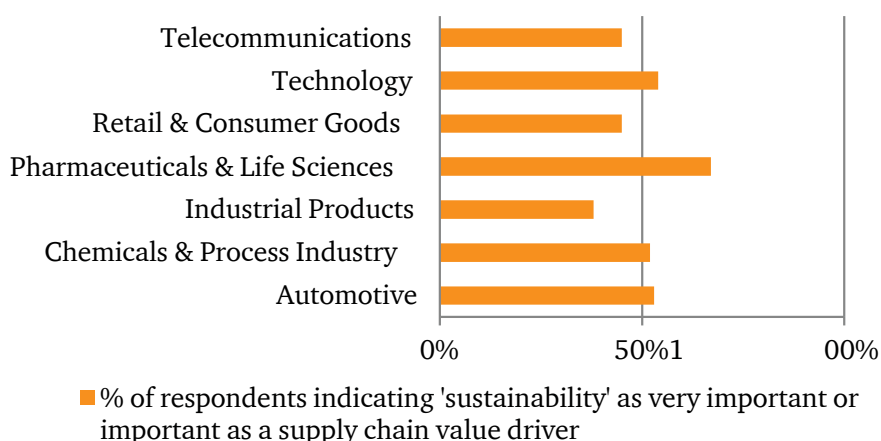 Telecommunications
Technology
Retail & Consumer Goods
Pharmaceuticals & Life Sciences
Industrial Products
Chemicals & Process Industry
Automotive
0% 50%1 00%
% of respondents indicating 'sustainability' as very important or
important as a supply chain value driver